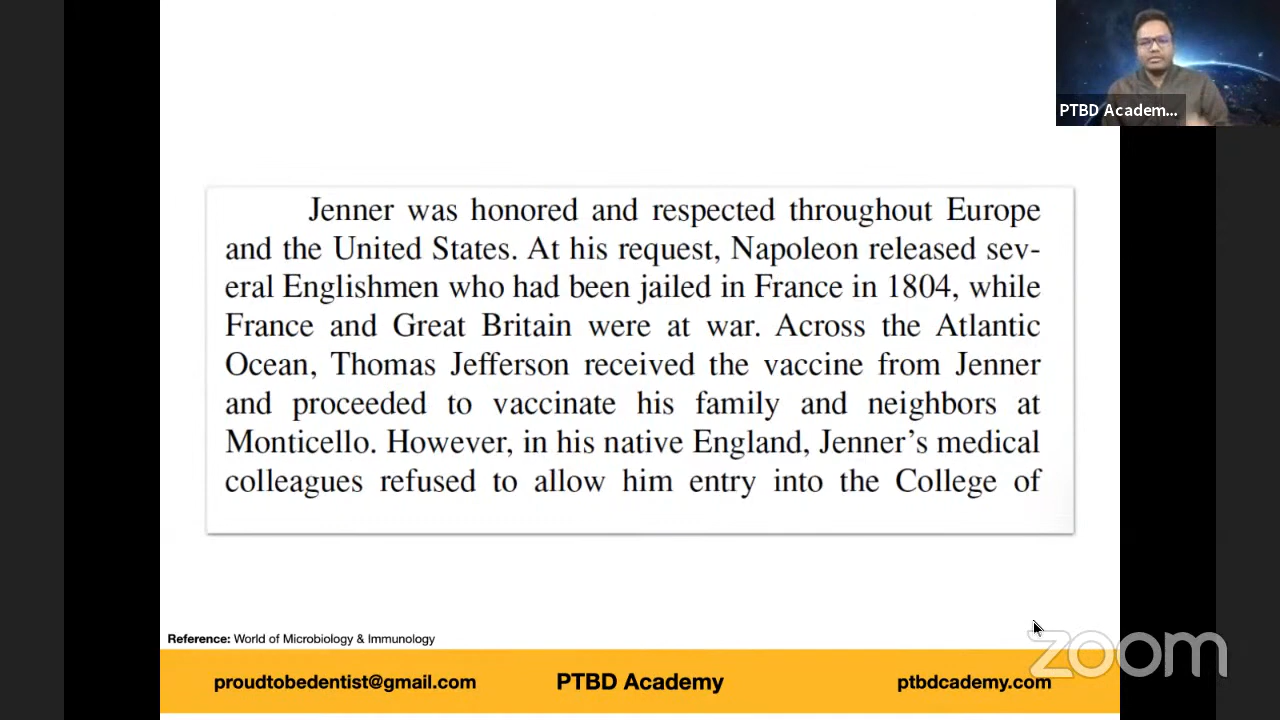 PTBD Academ...
Jenner was honored and respected throughout Europe
and the United States. At his request, Napoleon released sev-
eral Englishmen who had been jailed in France in 1804, while
France and Great Britain were at war. Across the Atlantic
Ocean, Thomas Jefferson received the vaccine from Jenner
and proceeded to vaccinate his family and neighbors at
Monticello. However, in his native England, Jenner's medical
colleagues refused to allow him entry into the College of
Reference: World of Microbiology & Immunology
zoom
proudtobedentist@gmail.com
PTBD Academy
ptbdcademy.com